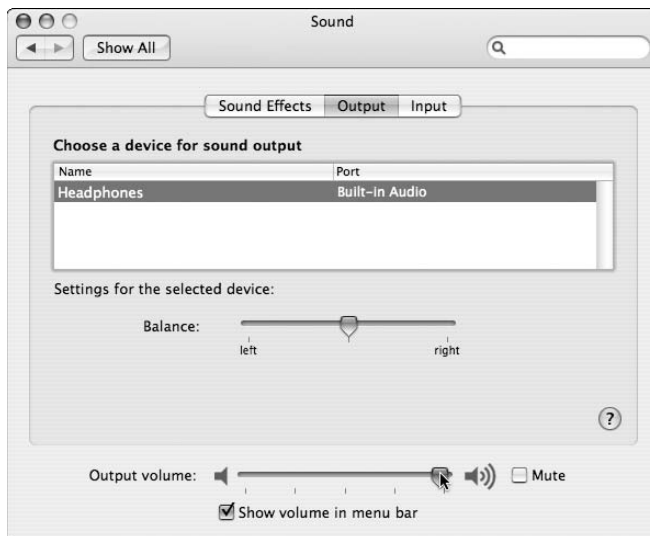 Sound
Show All
Sound Effects Output Input
Choose a device for sound output
Name Port
Headphones Built-in Audio
Settings for the selected device:
Balance:
left right
?
Output volume: Mute
Show volume in menu bar